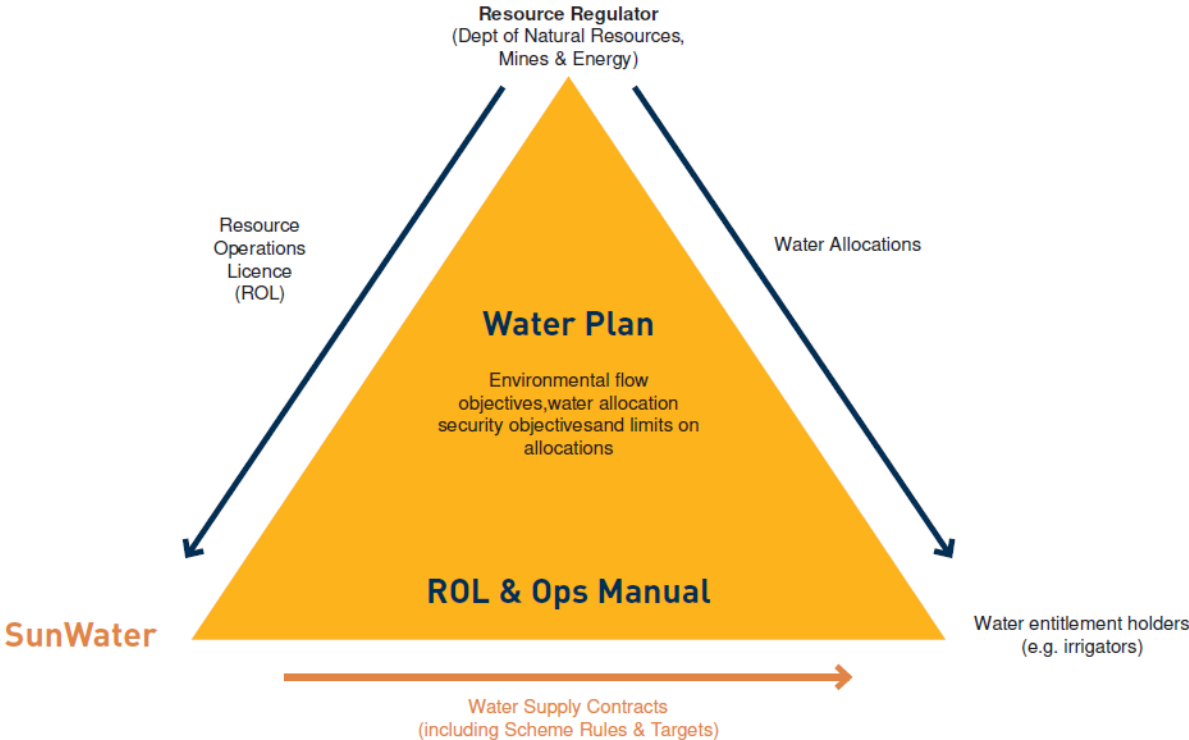 Resource Regulator
(Dept of Natural Resources,
Mines & Energy)
Resource
Operations
Licence
(ROL)
Water Allocations
Water Plan
Environmental flow
objectives,water allocation
security objectivesand limits on
allocations
ROL & Ops Manual
SunWater
Water entitlement holders
(e.g. irrigators)
Water Supply Contracts
(including Scheme Rules & Targets)